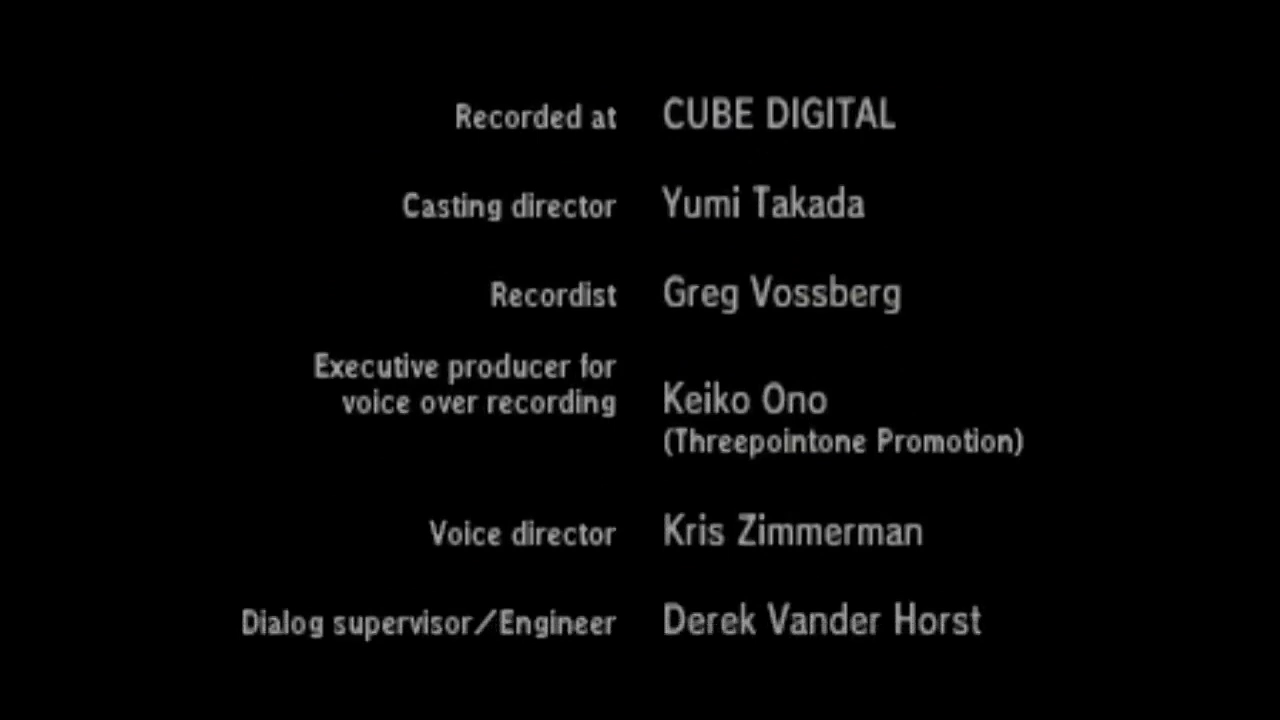 Recorded at CUBE DIGITAL
Casting director Yumi Takada
Recordist Greg Vossberg
Executive producer for
voice over recording Keiko Ono
(Threepointone Promotion)
Voice director Kris Zimmerman
Dialog supervisor/Engineer Derek Vander Horst